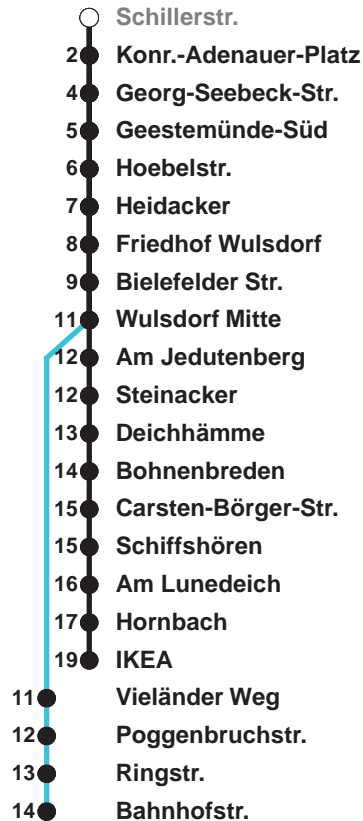 Schillerstr.
2 Konr.-Adenauer-Platz
4 Georg-Seebeck-Str.
5 Geestemünde-Süd
6 Hoebelstr.
7 Heidacker
8 Friedhof Wulsdorf
9 Bielefelder Str.
11 Wulsdorf Mitte
12 Am Jedutenberg
12 Steinacker
13 Deichhämme
14 Bohnenbreden
15 Carsten-Börger-Str.
15 Schiffshören
16 Am Lunedeich
17 Hornbach
19 IKEA
11 Vieländer Weg
12 Poggenbruchstr.
13 Ringstr.
14 Bahnhofstr.